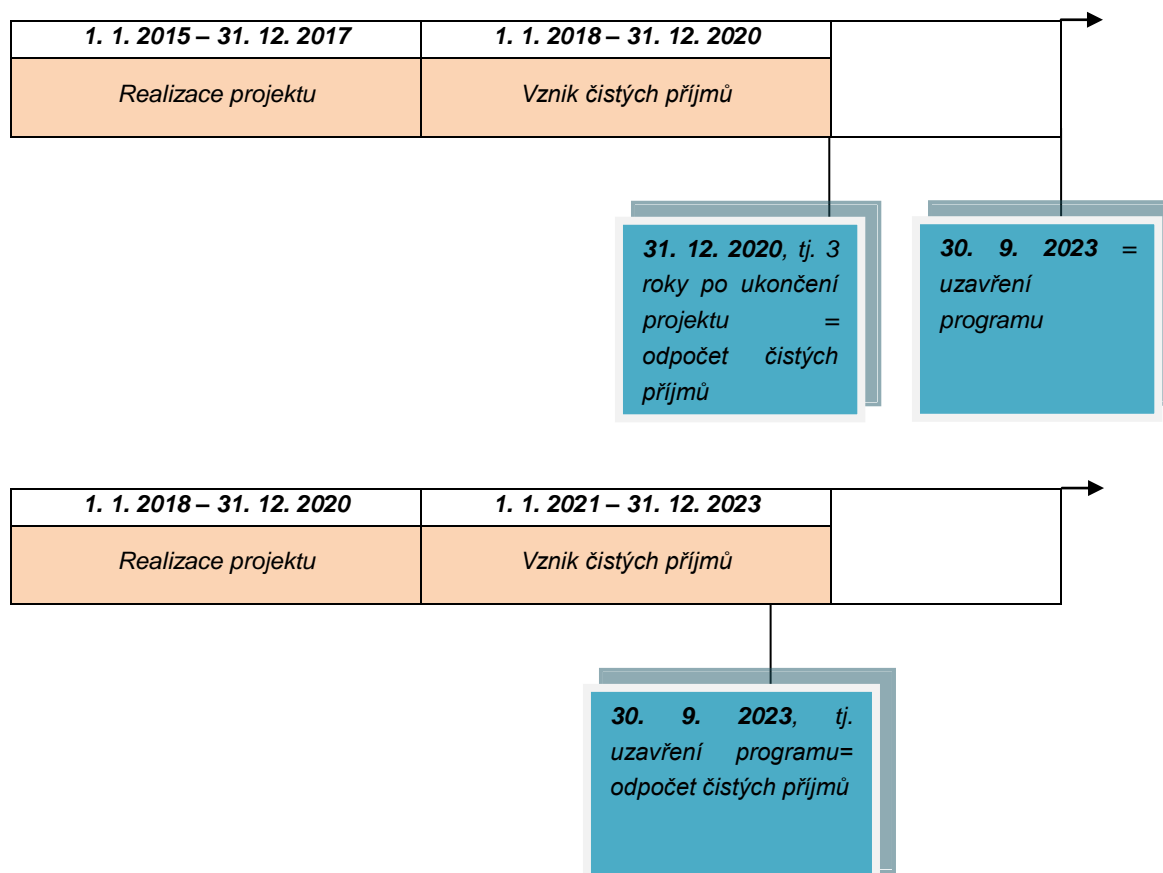 1. 1. 2015 – 31. 12. 2017
1. 1. 2018 – 31. 12. 2020
Realizace projektu
Vznik čistých příjmů
31. 12. 2020, tj. 3
roky po ukončení
projektu =
odpočet čistých
příjmů
30. 9. 2023 =
uzavření
programu
1. 1. 2018 – 31. 12. 2020
1. 1. 2021 – 31. 12. 2023
Realizace projektu
Vznik čistých příjmů
30. 9. 2023, tj.
uzavření programu=
odpočet čistých příjmů